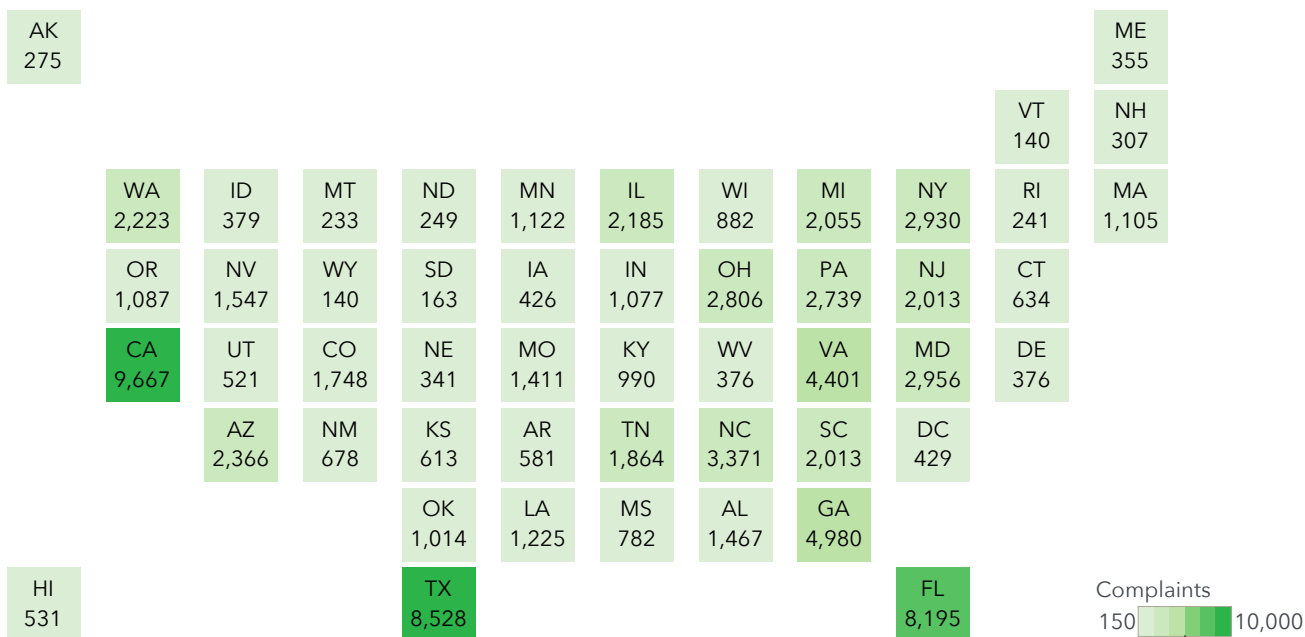 AK
275
ME
355
VT
140
NH
307
WA
2,223
ID
379
MT
233
ND
249
MN
1,122
IL
2,185
WI
882
MI
2,055
NY
2,930
RI
241
MA
1,105
OR
1,087
NV
1,547
WY
140
SD
163
IA
426
IN
1,077
OH
2,806
PA
2,739
NJ
2,013
CT
634
CA
9,667
UT
521
CO
1,748
NE
341
MO
1,411
KY
990
WV
376
VA
4,401
MD
2,956
DE
376
AZ
2,366
NM
678
KS
613
AR
581
TN
1,864
NC
3,371
SC
2,013
DC
429
OK
1,014
LA
1,225
MS
782
AL
1,467
GA
4,980
HI
531
TX
8,528
FL
8,195
Complaints
150 10,000